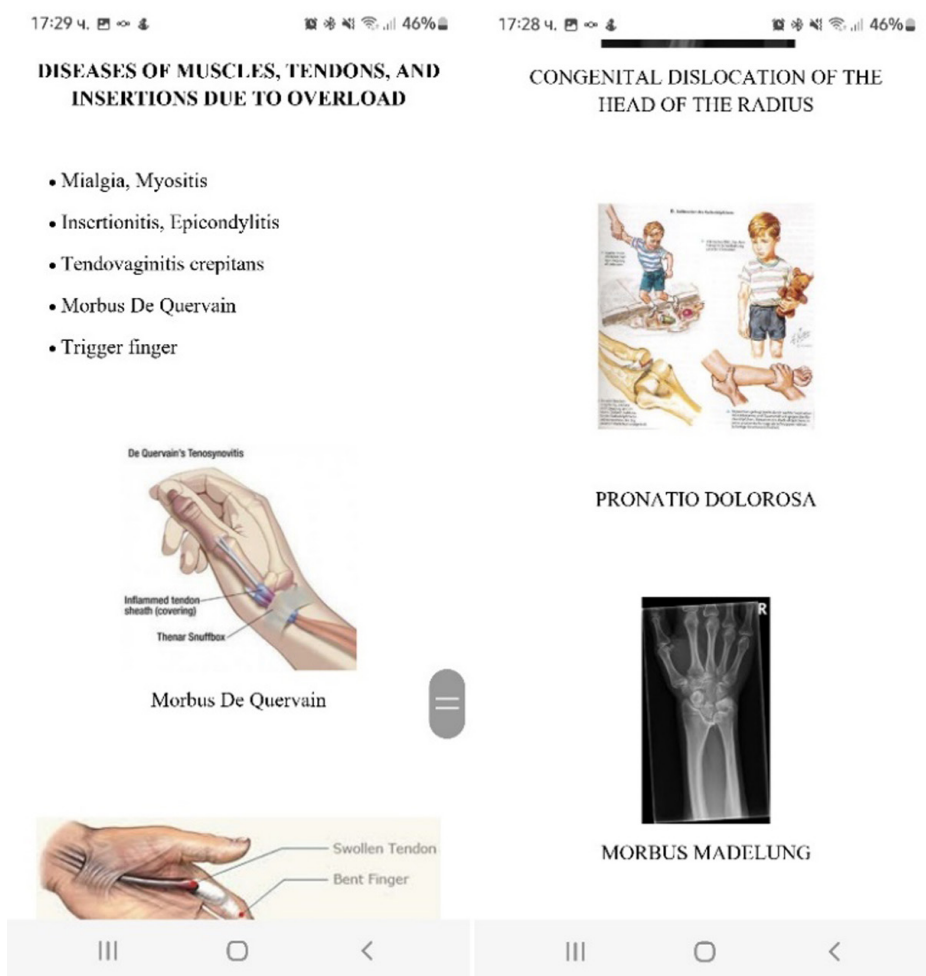 17:29 ч.
46%
DISEASES OF MUSCLES, TENDONS, AND
INSERTIONS DUE TO OVERLOAD
• Mialgia, Myositis
• Insertionitis, Epicondylitis
• Tendovaginitis crepitans
• Morbus De Quervain
• Trigger finger
De Quervain's Tenosynovitis
Inflammed tendon
sheath (covering)
Thenar Snuffbox
Morbus De Quervain
Swollen Tendon
Bent Finger
17:28 ч.
46%
CONGENITAL DISLOCATION OF THE
HEAD OF THE RADIUS
PRONATIO DOLOROSA
R
MORBUS MADELUNG